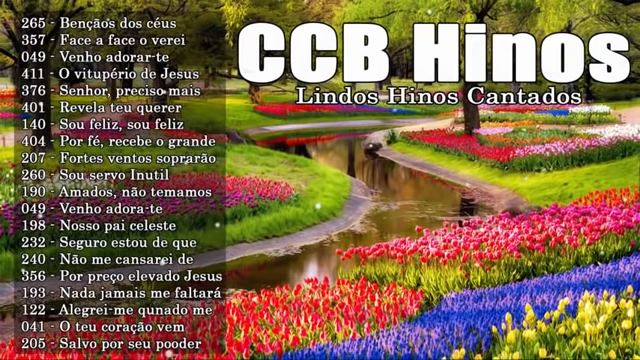 265 - Bençãos dos céus
357 - Face a face o verei
049 - Venho adorar-te
411 - O vitupério de Jesus
376 - Senhor, preciso mais
401 - Revela teu querer
140 - Sou feliz, sou feliz
404 - Por fé, recebe o grande
207 - Fortes ventos soprarão
260 - Sou servo Inutil
190 - Amados, não temamos
049 - Venho adora-te
198 - Nosso pai celeste
232 - Seguro estou de que
240 - Não me cansarei de
356 - Por preço elevado Jesus
193 - Nada jamais me faltará
122 - Alegrei-me qunado me
041 - O teu coração vem
205 - Salvo por seu pooder
CCB Hinos
Lindos Hinos Cantados